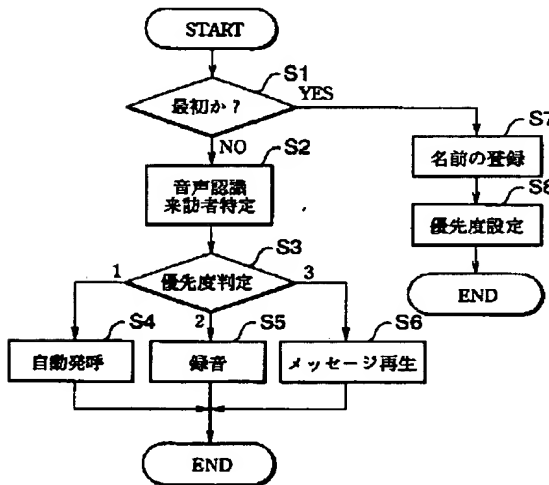 START
S1
最初か?
YES
S7
名前の登録
NO
S2
音声認識
来訪者特定
S8
優先度設定
S3
1
優先度判定
3
END
2
S4
自動発呼
S5
録音
S6
メッセージ再生
END